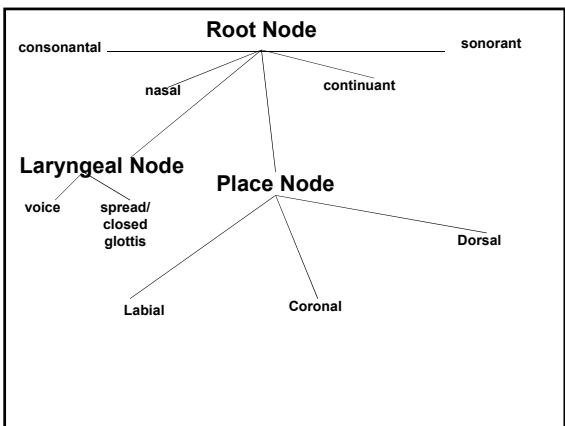 Root Node
consonantal
sonorant
nasal
continuant
Laryngeal Node
Place Node
voice
spread/
closed
glottis
Dorsal
Labial
Coronal